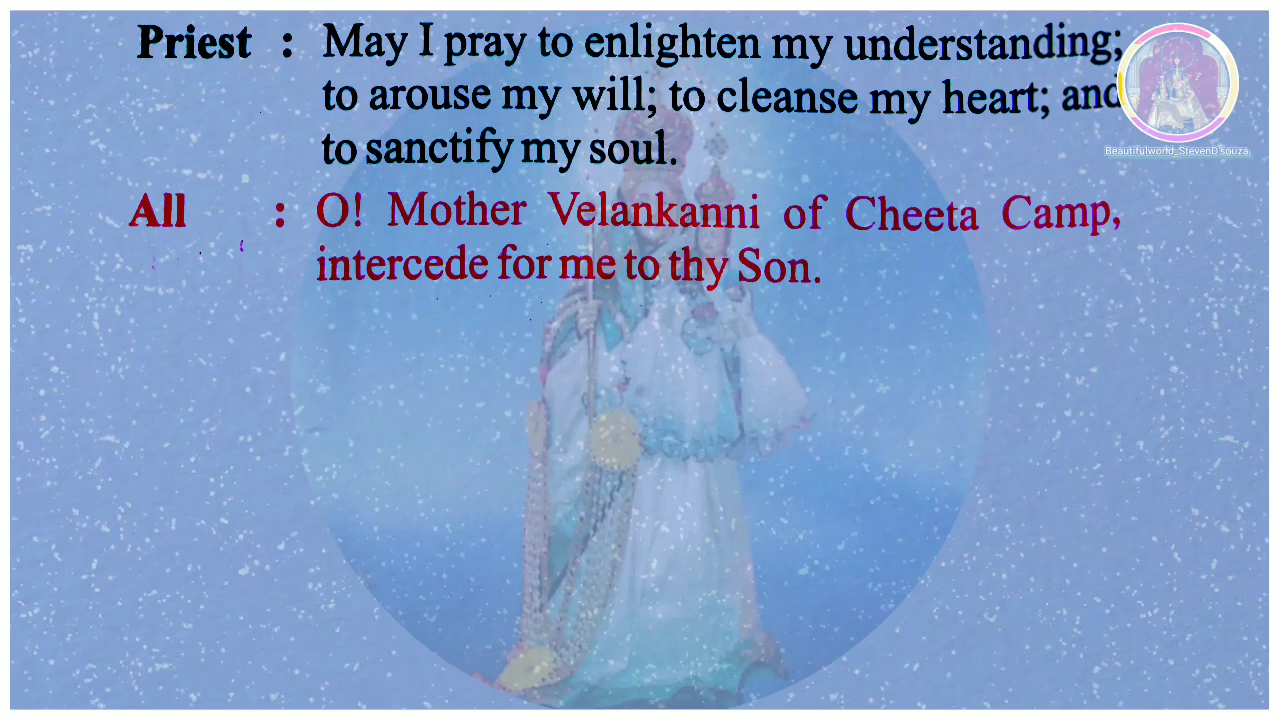 Priest : May I pray to enlighten my understanding;
to arouse my will; to cleanse my heart; and
to sanctify my soul.
All : O! Mother Velankanni of Cheeta Camp,
intercede for me to thy Son.
Beautifulworld_StevenD'souza